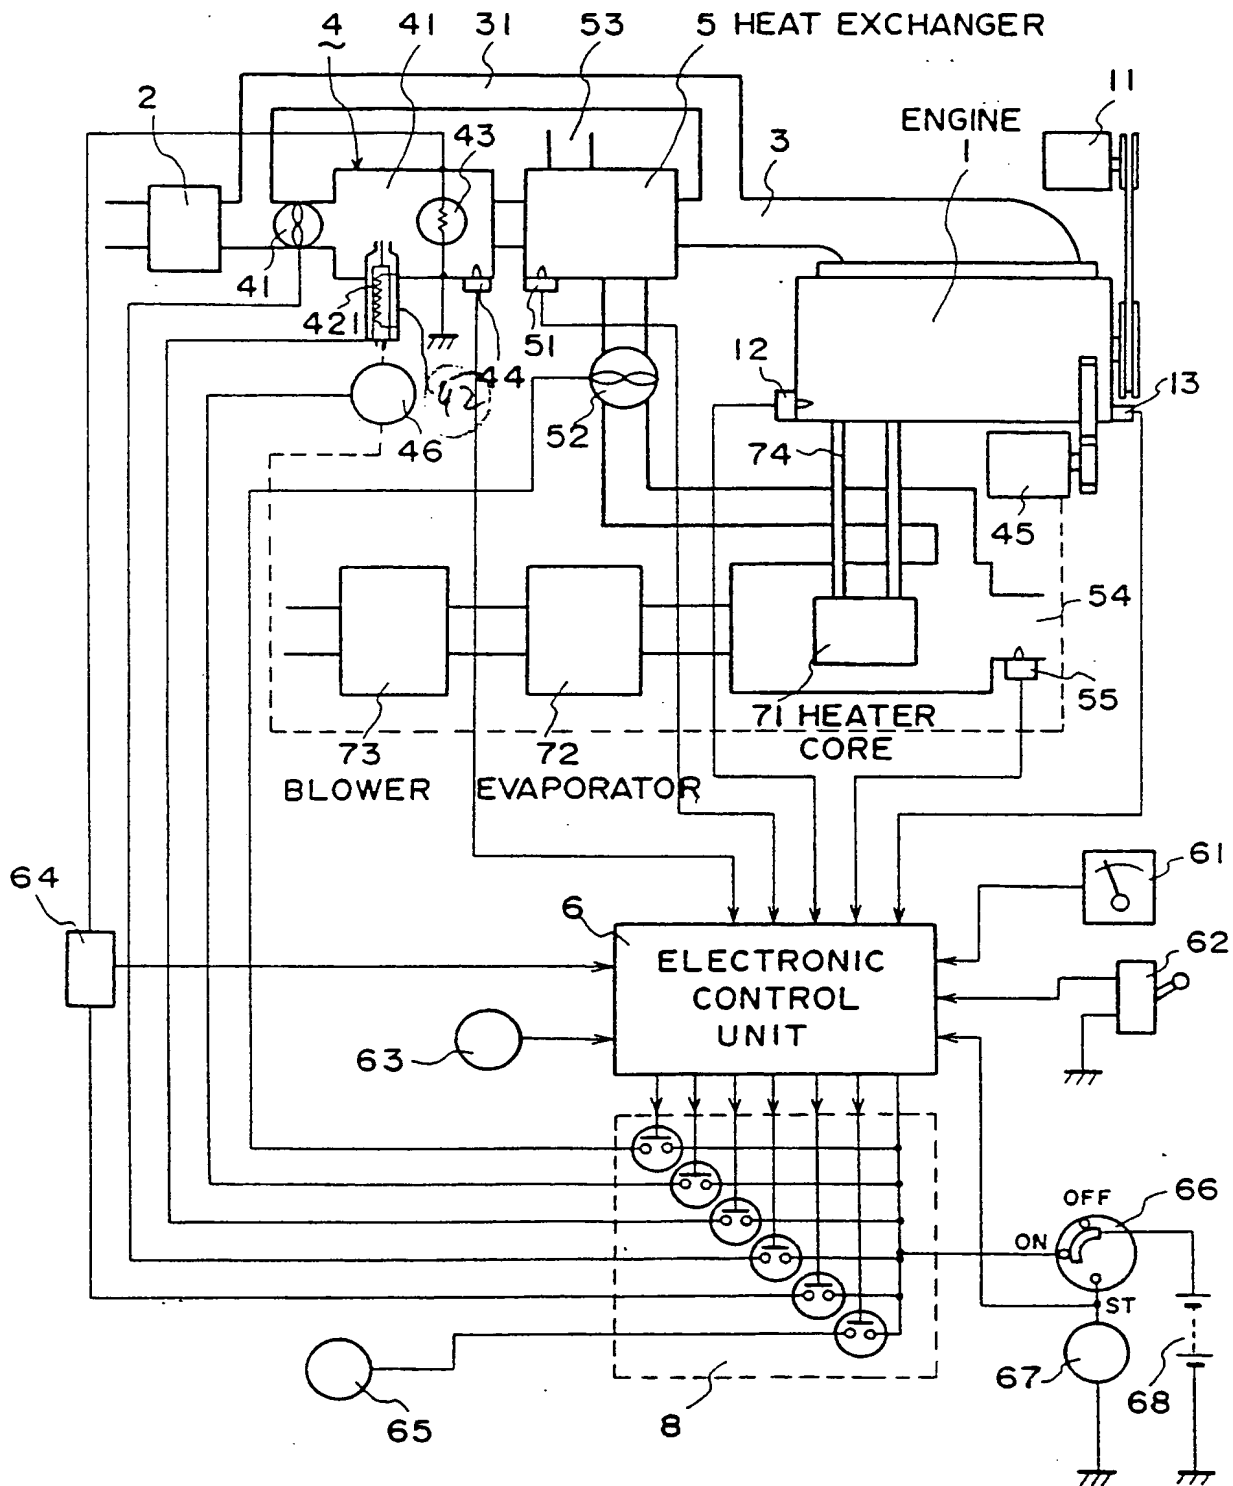 4
41
31
53
5 HEAT EXCHANGER
2
43
ENGINE
1
11
3
41
421
44
51
12
13
42
46
52
74
45
54
55
71 HEATER
CORE
73
BLOWER
72
EVAPORATOR
64
6
61
ELECTRONIC
CONTROL
UNIT
62
63
OFF
66
ON
ST
67
68
65
8